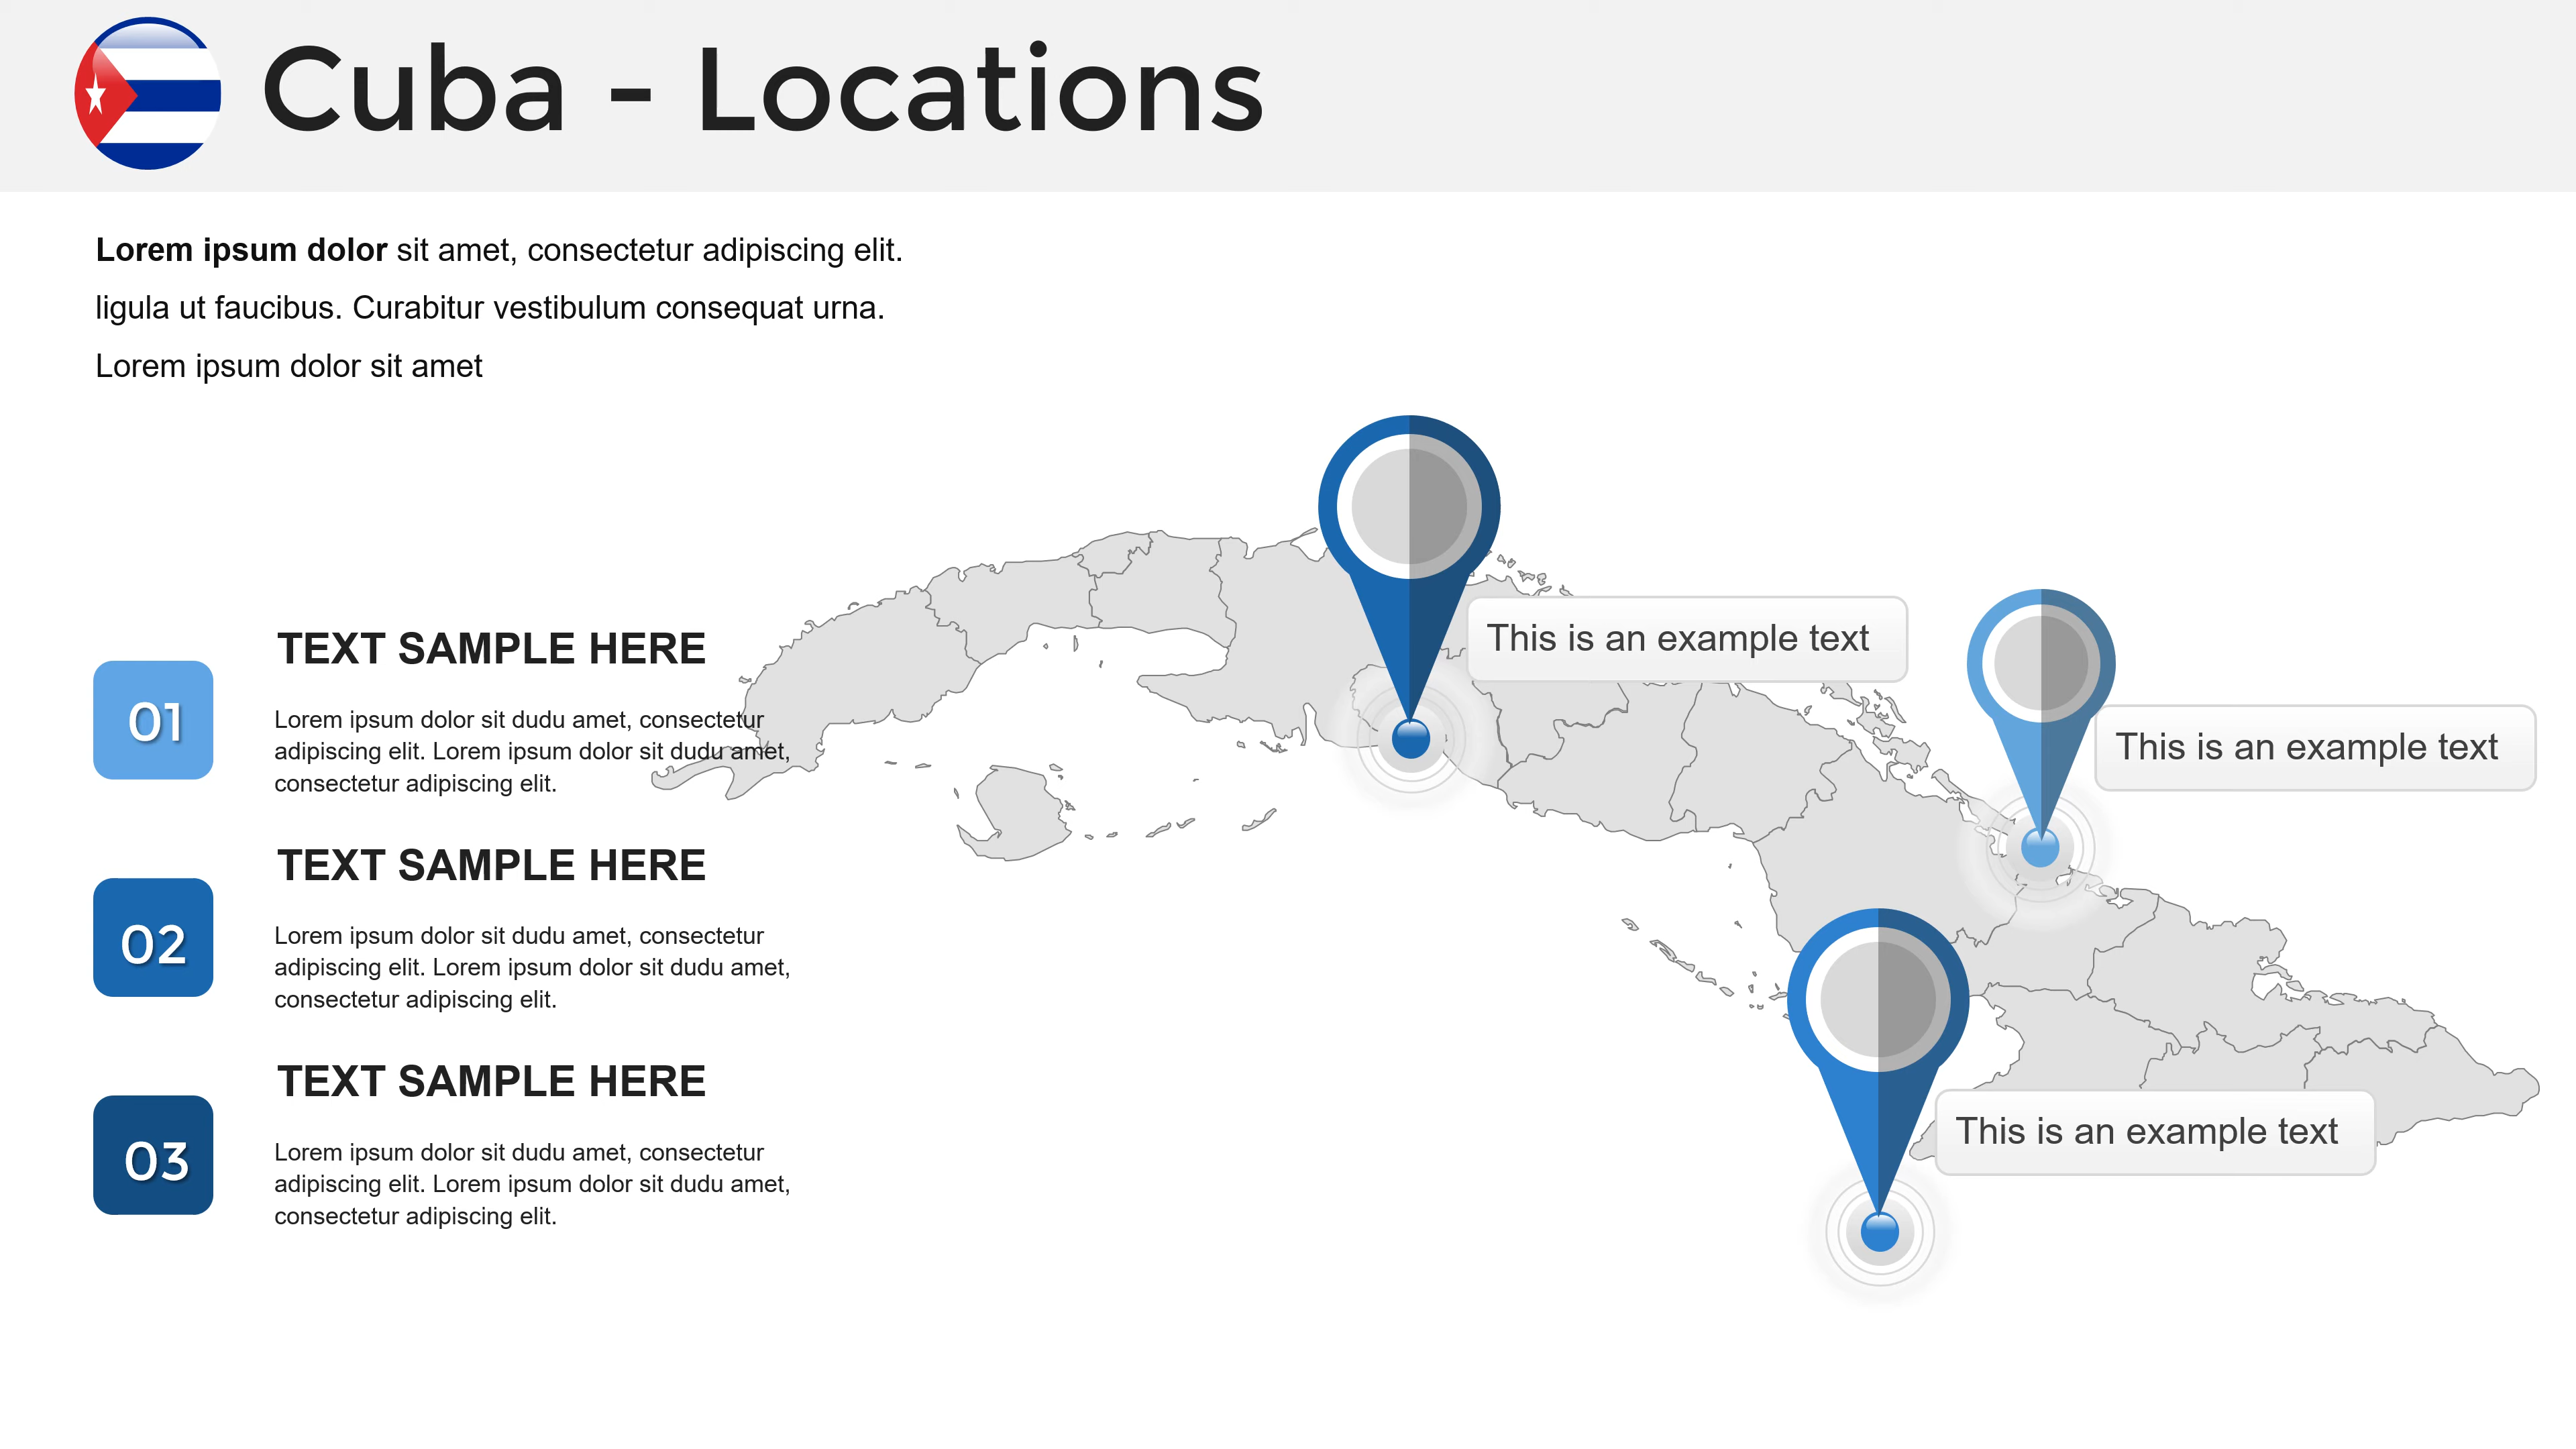 Cuba - Locations
Lorem ipsum dolor sit amet, consectetur adipiscing elit.
ligula ut faucibus. Curabitur vestibulum consequat urna.
Lorem ipsum dolor sit amet
01
TEXT SAMPLE HERE
Lorem ipsum dolor sit dudu amet, consectetur
adipiscing elit. Lorem ipsum dolor sit dudu amet,
consectetur adipiscing elit.
02
TEXT SAMPLE HERE
Lorem ipsum dolor sit dudu amet, consectetur
adipiscing elit. Lorem ipsum dolor sit dudu amet,
consectetur adipiscing elit.
03
TEXT SAMPLE HERE
Lorem ipsum dolor sit dudu amet, consectetur
adipiscing elit. Lorem ipsum dolor sit dudu amet,
consectetur adipiscing elit.
This is an example text
This is an example text
This is an example text